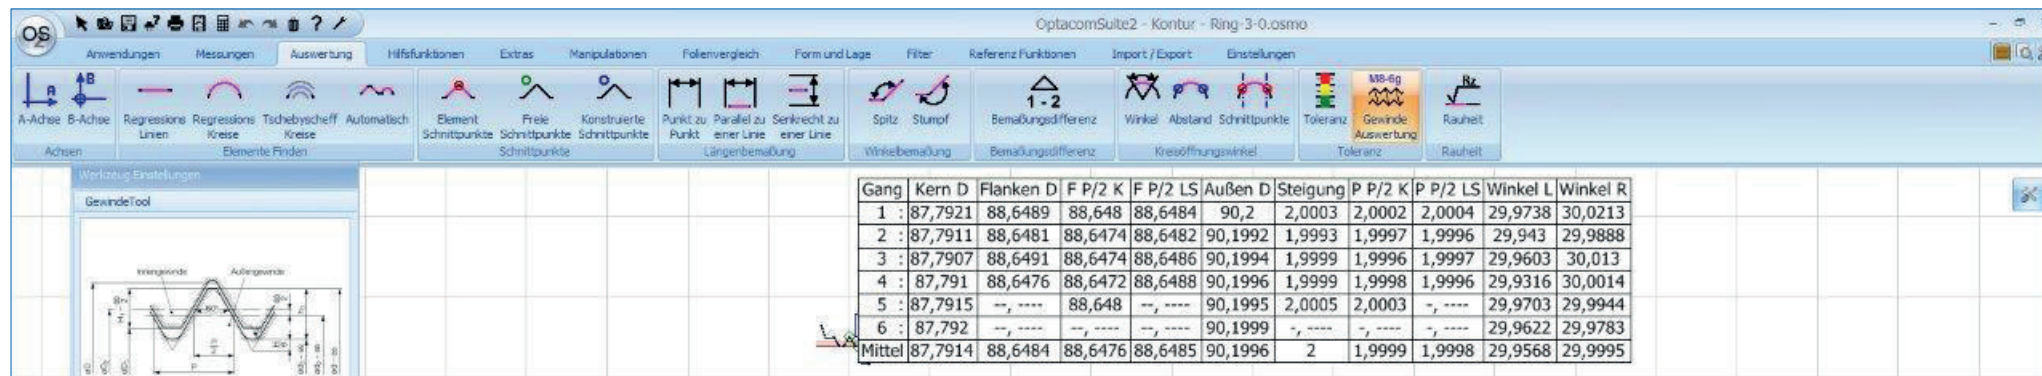 OS
2
OptacomSuite2 - Kontur - Ring-3-0.osmo
Anwendungen Messungen Auswertung Hilfsfunktionen Extras Manipulationen Folienvergleich Form und Lage Filter Referenz Funktionen Import / Export Einstellungen
A B 1 - 2 M8-6g Rz
A-Achse B-Achse Regressions Linien Regressions Kreise Tschebyscheff Kreise Automatisch Element Schnittpunkte Freie Schnittpunkte Konstruierte Schnittpunkte Punkt zu Punkt Parallel zu einer Linie Senkrecht zu einer Linie Spitz Stumpf Bemaßungsdifferenz Winkel Abstand Schnittpunkte Toleranz Gewinde Auswertung Rauheit
Achsen Elemente Finden Schnittpunkte Längenbemaßung Winkelbemaßung Bemaßungsdifferenz Kreisöffnungswinkel Toleranz Rauheit
Werkzeug Einstellungen
GewindeTool
Innengewinde Außengewinde
P
Gang Kern D Flanken D F P/2 K F P/2 LS Außen D Steigung P P/2 K P P/2 LS Winkel L Winkel R
1 : 87,7921 88,6489 88,648 88,6484 90,2 2,0003 2,0002 2,0004 29,9738 30,0213
2 : 87,7911 88,6481 88,6474 88,6482 90,1992 1,9993 1,9997 1,9996 29,943 29,9888
3 : 87,7907 88,6491 88,6474 88,6486 90,1994 1,9999 1,9996 1,9997 29,9603 30,013
4 : 87,791 88,6476 88,6472 88,6488 90,1996 1,9999 1,9998 1,9996 29,9316 30,0014
5 : 87,7915 --, ---- 88,648 --, ---- 90,1995 2,0005 2,0003 -, ---- 29,9703 29,9944
6 : 87,792 --, ---- --, ---- --, ---- 90,1999 -, ---- -, ---- -, ---- 29,9622 29,9783
Mittel 87,7914 88,6484 88,6476 88,6485 90,1996 2 1,9999 1,9998 29,9568 29,9995